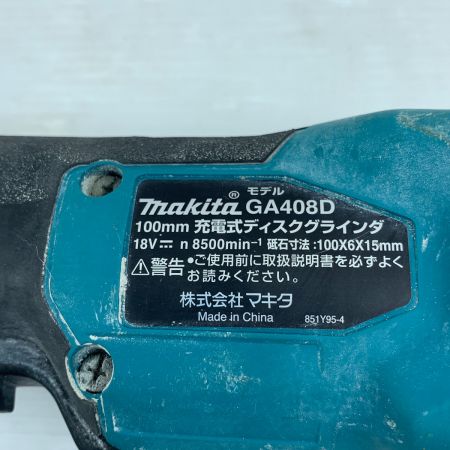 モデル
makita® GA408D
100mm 充電式ディスクグラインダ
18V⎓ n 8500min⁻¹ 砥石寸法:100X6X15mm
⚠警告 •ご使用前に取扱説明書を必ずよく
お読みください。
株式会社 マキタ
Made in China 851Y95-4